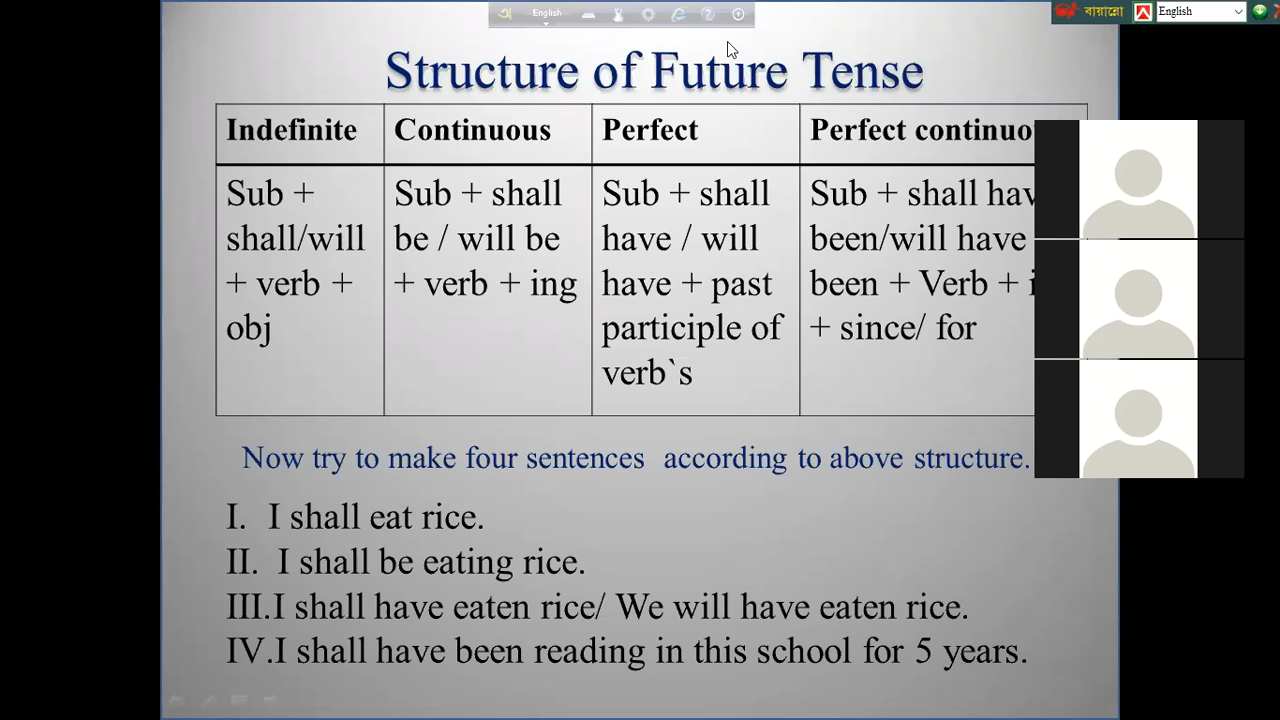 English
বায়ান্নো
English
Structure of Future Tense
Indefinite
Continuous
Perfect
Perfect continuo
Sub +
shall/will
+ verb +
obj
Sub + shall
be / will be
+ verb + ing
Sub + shall
have / will
have + past
participle of
verb`s
Sub + shall hav
been/will have
been + Verb + i
+ since/ for
Now try to make four sentences according to above structure.
I. I shall eat rice.
II. I shall be eating rice.
III.I shall have eaten rice/ We will have eaten rice.
IV.I shall have been reading in this school for 5 years.